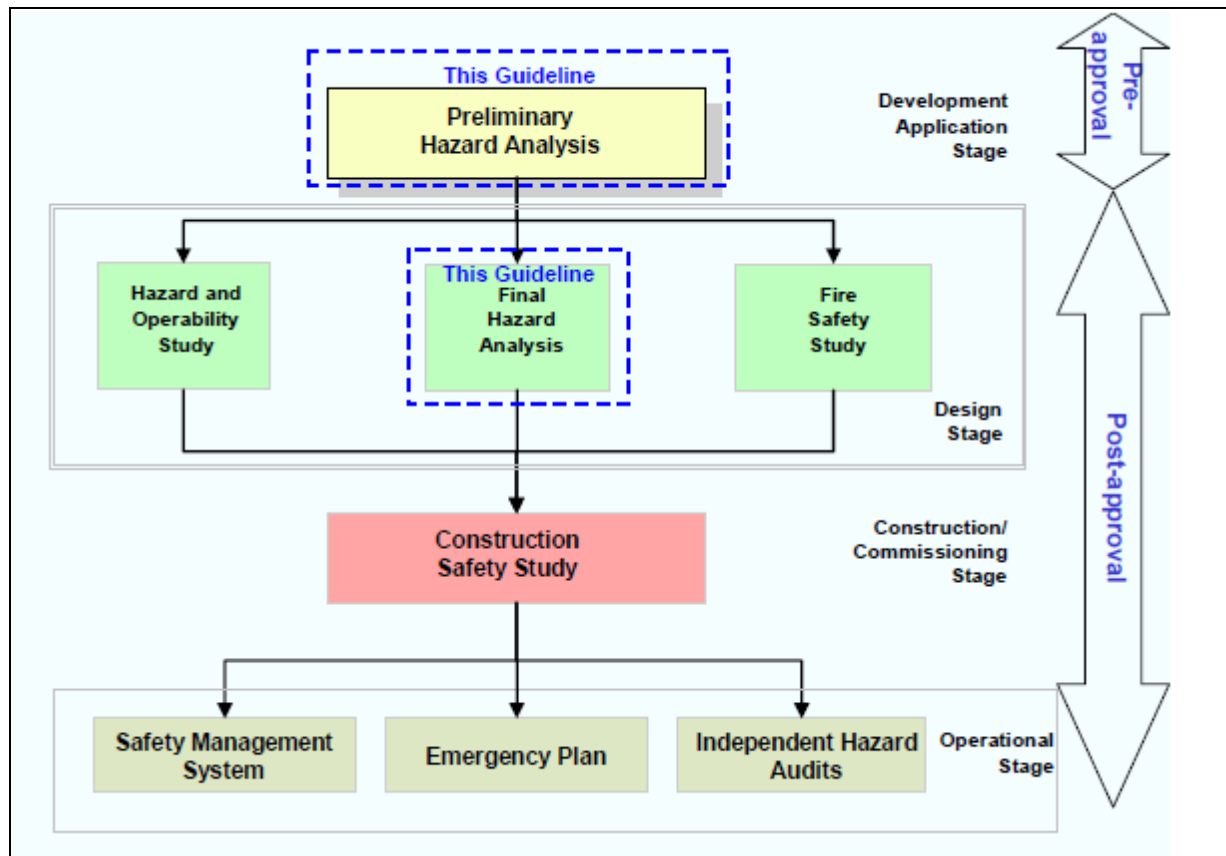 This Guideline
Preliminary
Hazard Analysis
Development
Application
Stage
Pre-
approval
Hazard and
Operability
Study
This Guideline
Final
Hazard
Analysis
Fire
Safety
Study
Design
Stage
Post-approval
Construction
Safety Study
Construction/
Commissioning
Stage
Safety Management
System
Emergency Plan
Independent Hazard
Audits
Operational
Stage